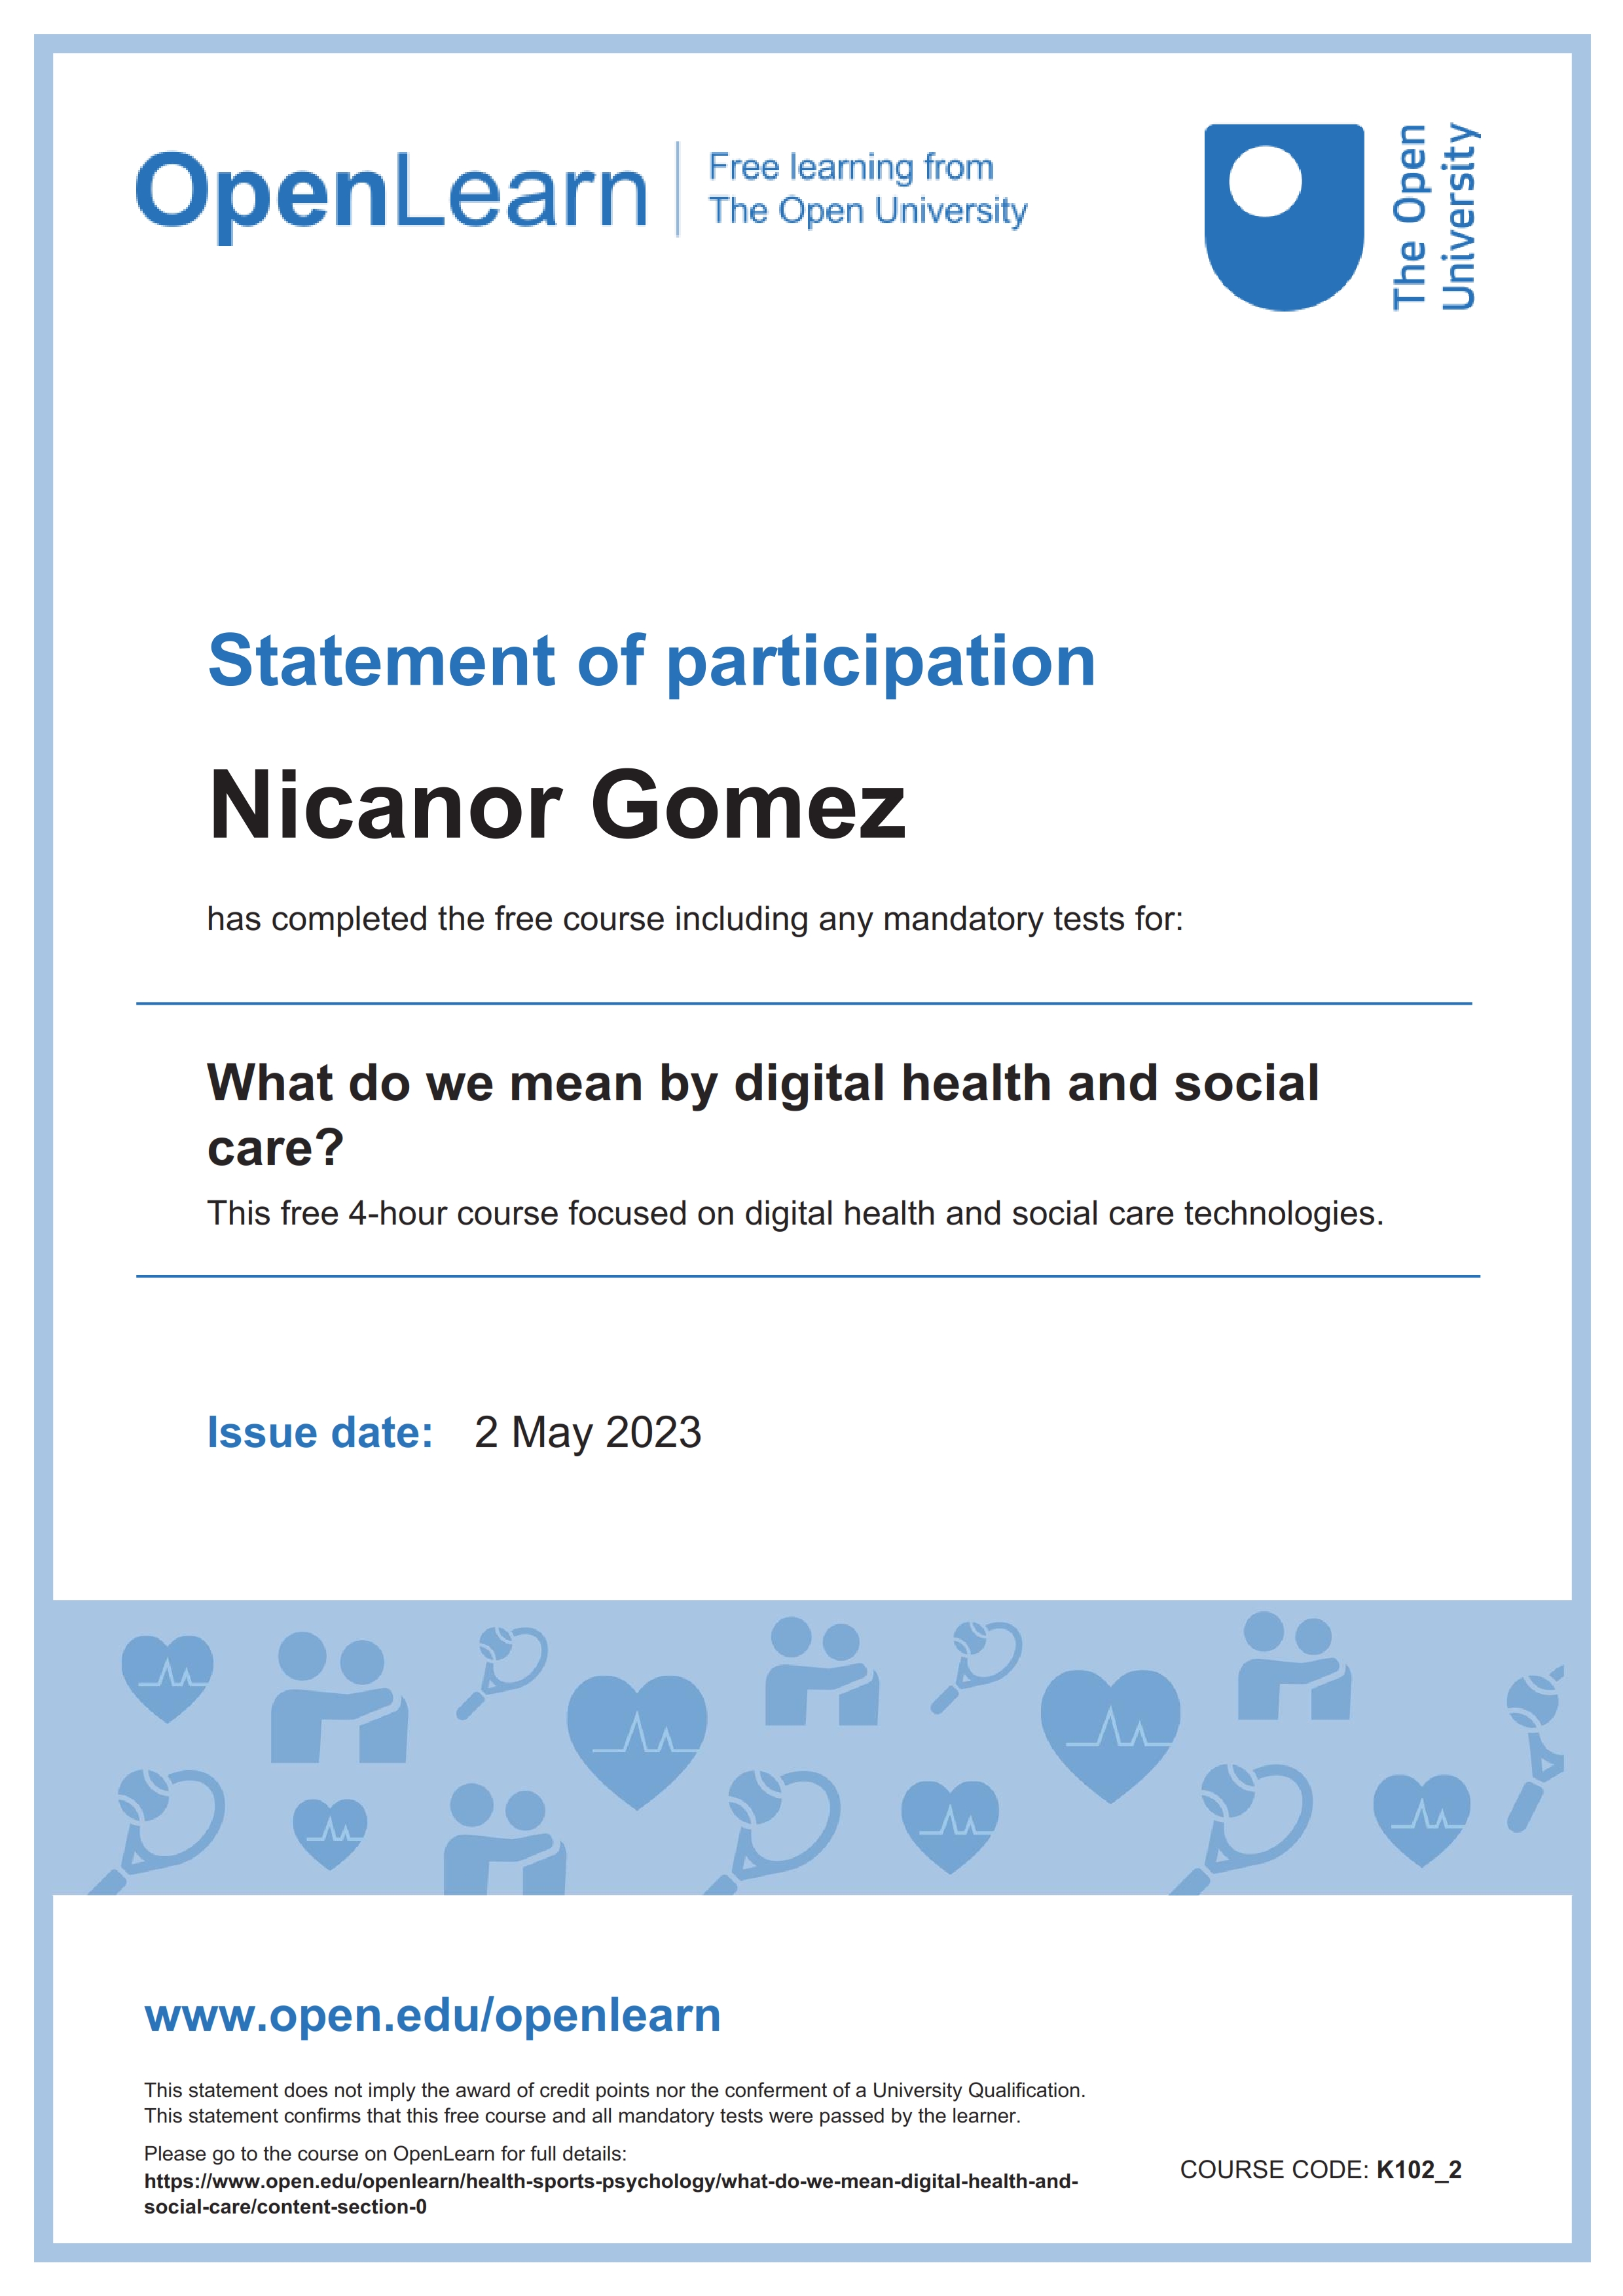 OpenLearn
Free learning from
The Open University
The Open
University
Statement of participation
Nicanor Gomez
has completed the free course including any mandatory tests for:
What do we mean by digital health and social
care?
This free 4-hour course focused on digital health and social care technologies.
Issue date: 2 May 2023
www.open.edu/openlearn
This statement does not imply the award of credit points nor the conferment of a University Qualification.
This statement confirms that this free course and all mandatory tests were passed by the learner.
Please go to the course on OpenLearn for full details:
https://www.open.edu/openlearn/health-sports-psychology/what-do-we-mean-digital-health-and-
social-care/content-section-0
COURSE CODE: K102_2